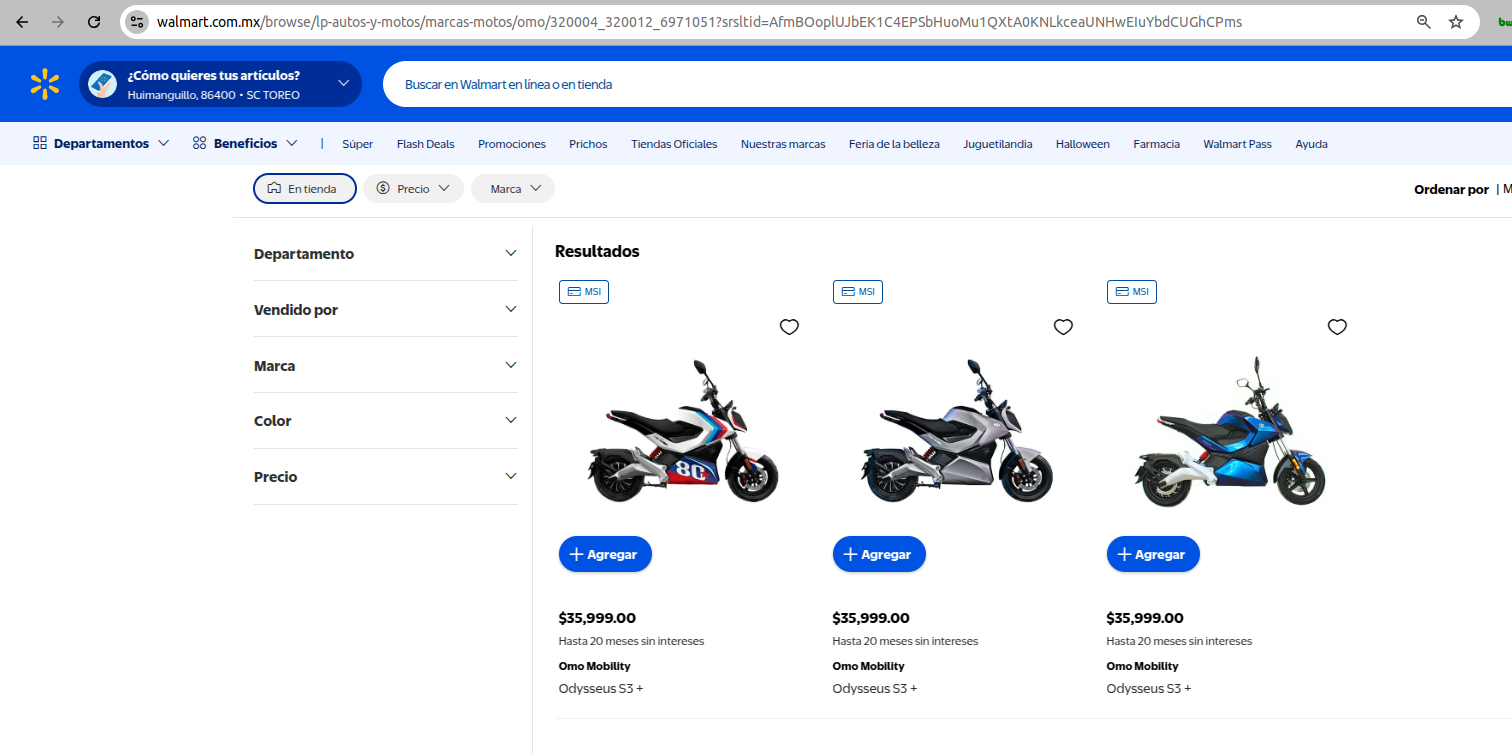 walmart.com.mx/browse/lp-autos-y-motos/marcas-motos/omo/320004_320012_6971051?srsltid=AfmBOoplUJbEK1C4EPSbHuoMu1QXtA0KNLkceaUNHwEIuYbdCUGhCPms
¿Cómo quieres tus artículos?
Huimanguillo, 86400 • SC TOREO
Buscar en Walmart en línea o en tienda
Departamentos Beneficios | Súper Flash Deals Promociones Prichos Tiendas Oficiales Nuestras marcas Feria de la belleza Juguetilandia Halloween Farmacia Walmart Pass Ayuda
En tienda Precio Marca Ordenar por | M
Departamento
Vendido por
Marca
Color
Precio
Resultados
MSI MSI MSI
80
Agregar Agregar Agregar
$35,999.00 $35,999.00 $35,999.00
Hasta 20 meses sin intereses Hasta 20 meses sin intereses Hasta 20 meses sin intereses
Omo Mobility Omo Mobility Omo Mobility
Odysseus S3 + Odysseus S3 + Odysseus S3 +